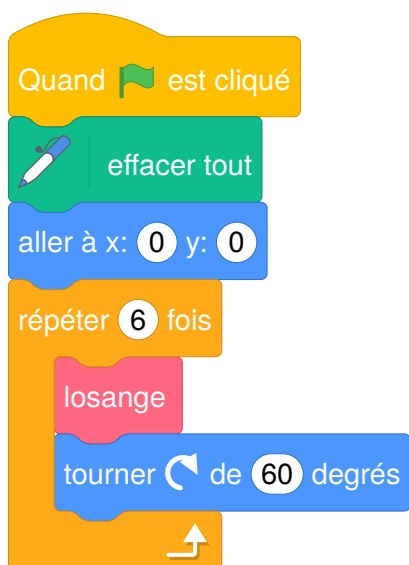 Quand est cliqué
effacer tout
aller à x: 0 y: 0
répéter 6 fois
losange
tourner de 60 degrés